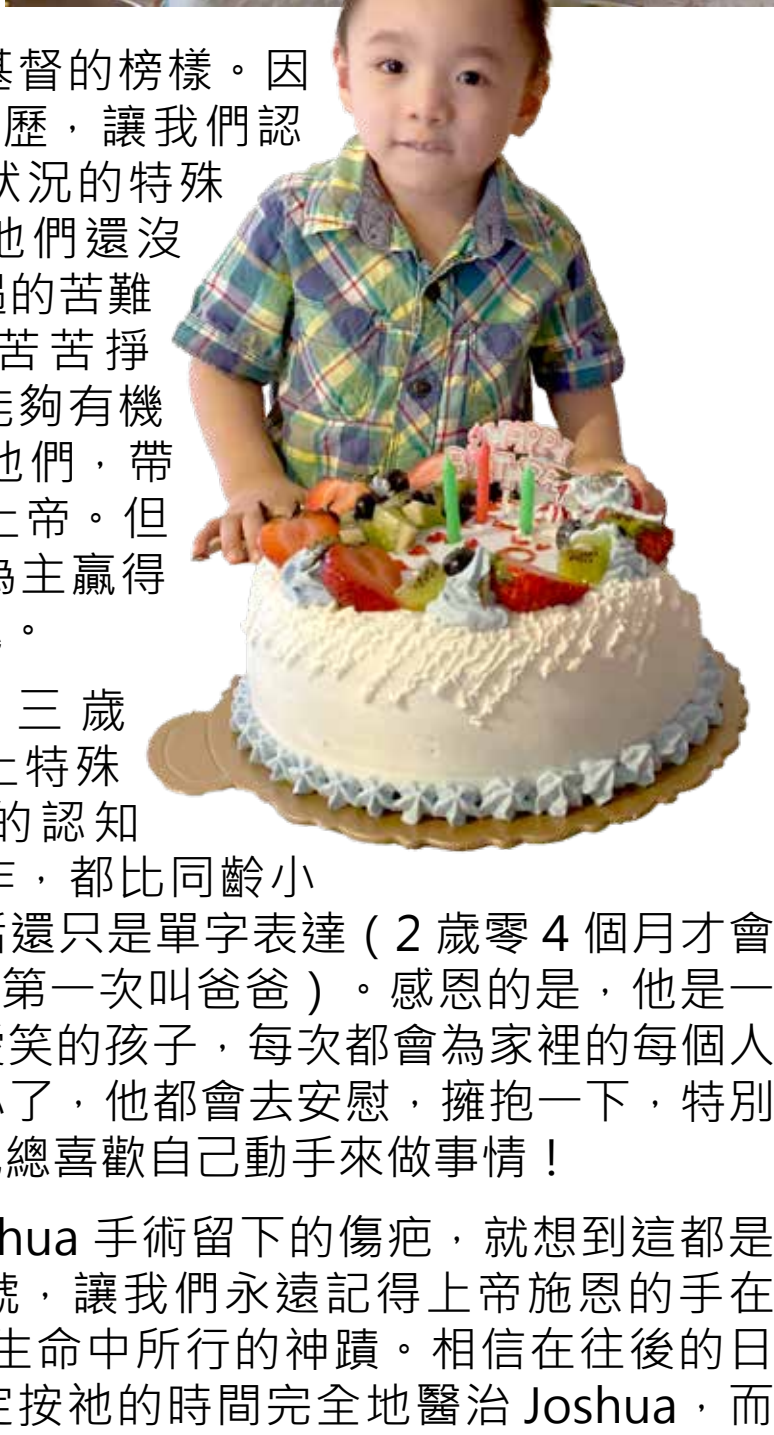 基督的榜樣。因
歷，讓我們認
狀況的特殊
他們還沒
遇的苦難
苦苦掙
能夠有機
他們，帶
上帝。但
為主贏得
。
三歲
上特殊
的認知
作，都比同齡小
話還只是單字表達（2 歲零 4 個月才會
第一次叫爸爸）。感恩的是，他是一
愛笑的孩子，每次都會為家裡的每個人
心了，他都會去安慰，擁抱一下，特別
也總喜歡自己動手來做事情！
hua 手術留下的傷疤，就想到這都是
號，讓我們永遠記得上帝施恩的手在
生命中所行的神蹟。相信在往後的日
定按祂的時間完全地醫治 Joshua，而
HAPPY
BIRTHDAY